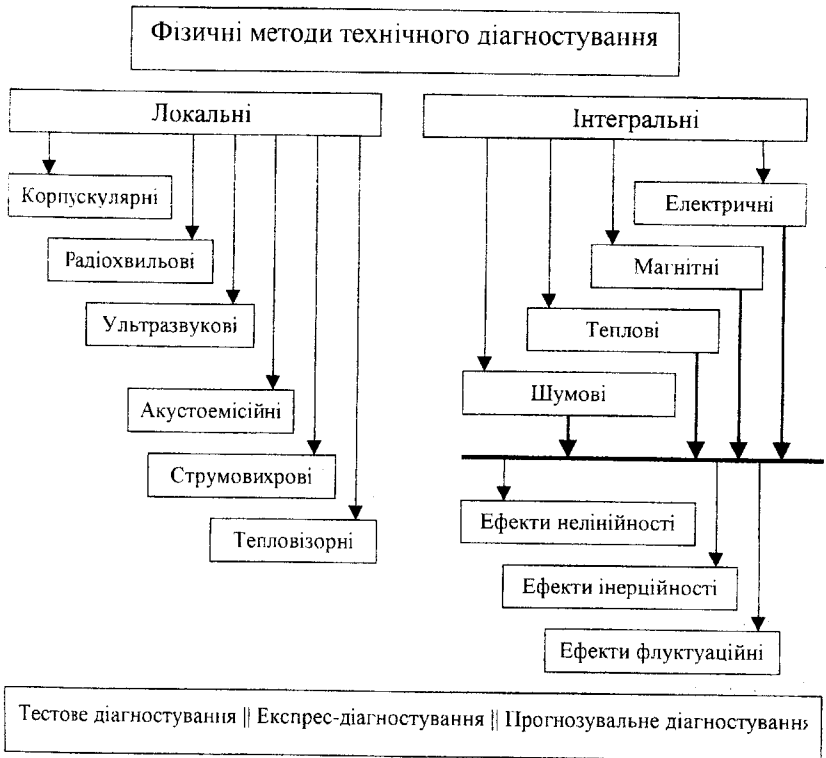 Фізичні методи технічного діагностування
Локальні
Корпускулярні
Радіохвильові
Ультразвукові
Акустоемісійні
Струмовихрові
Тепловізорні
Інтегральні
Електричні
Магнітні
Теплові
Шумові
Ефекти нелінійності
Ефекти інерційності
Ефекти флуктуаційні
Тестове діагностування || Експрес-діагностування || Прогнозувальне діагностування